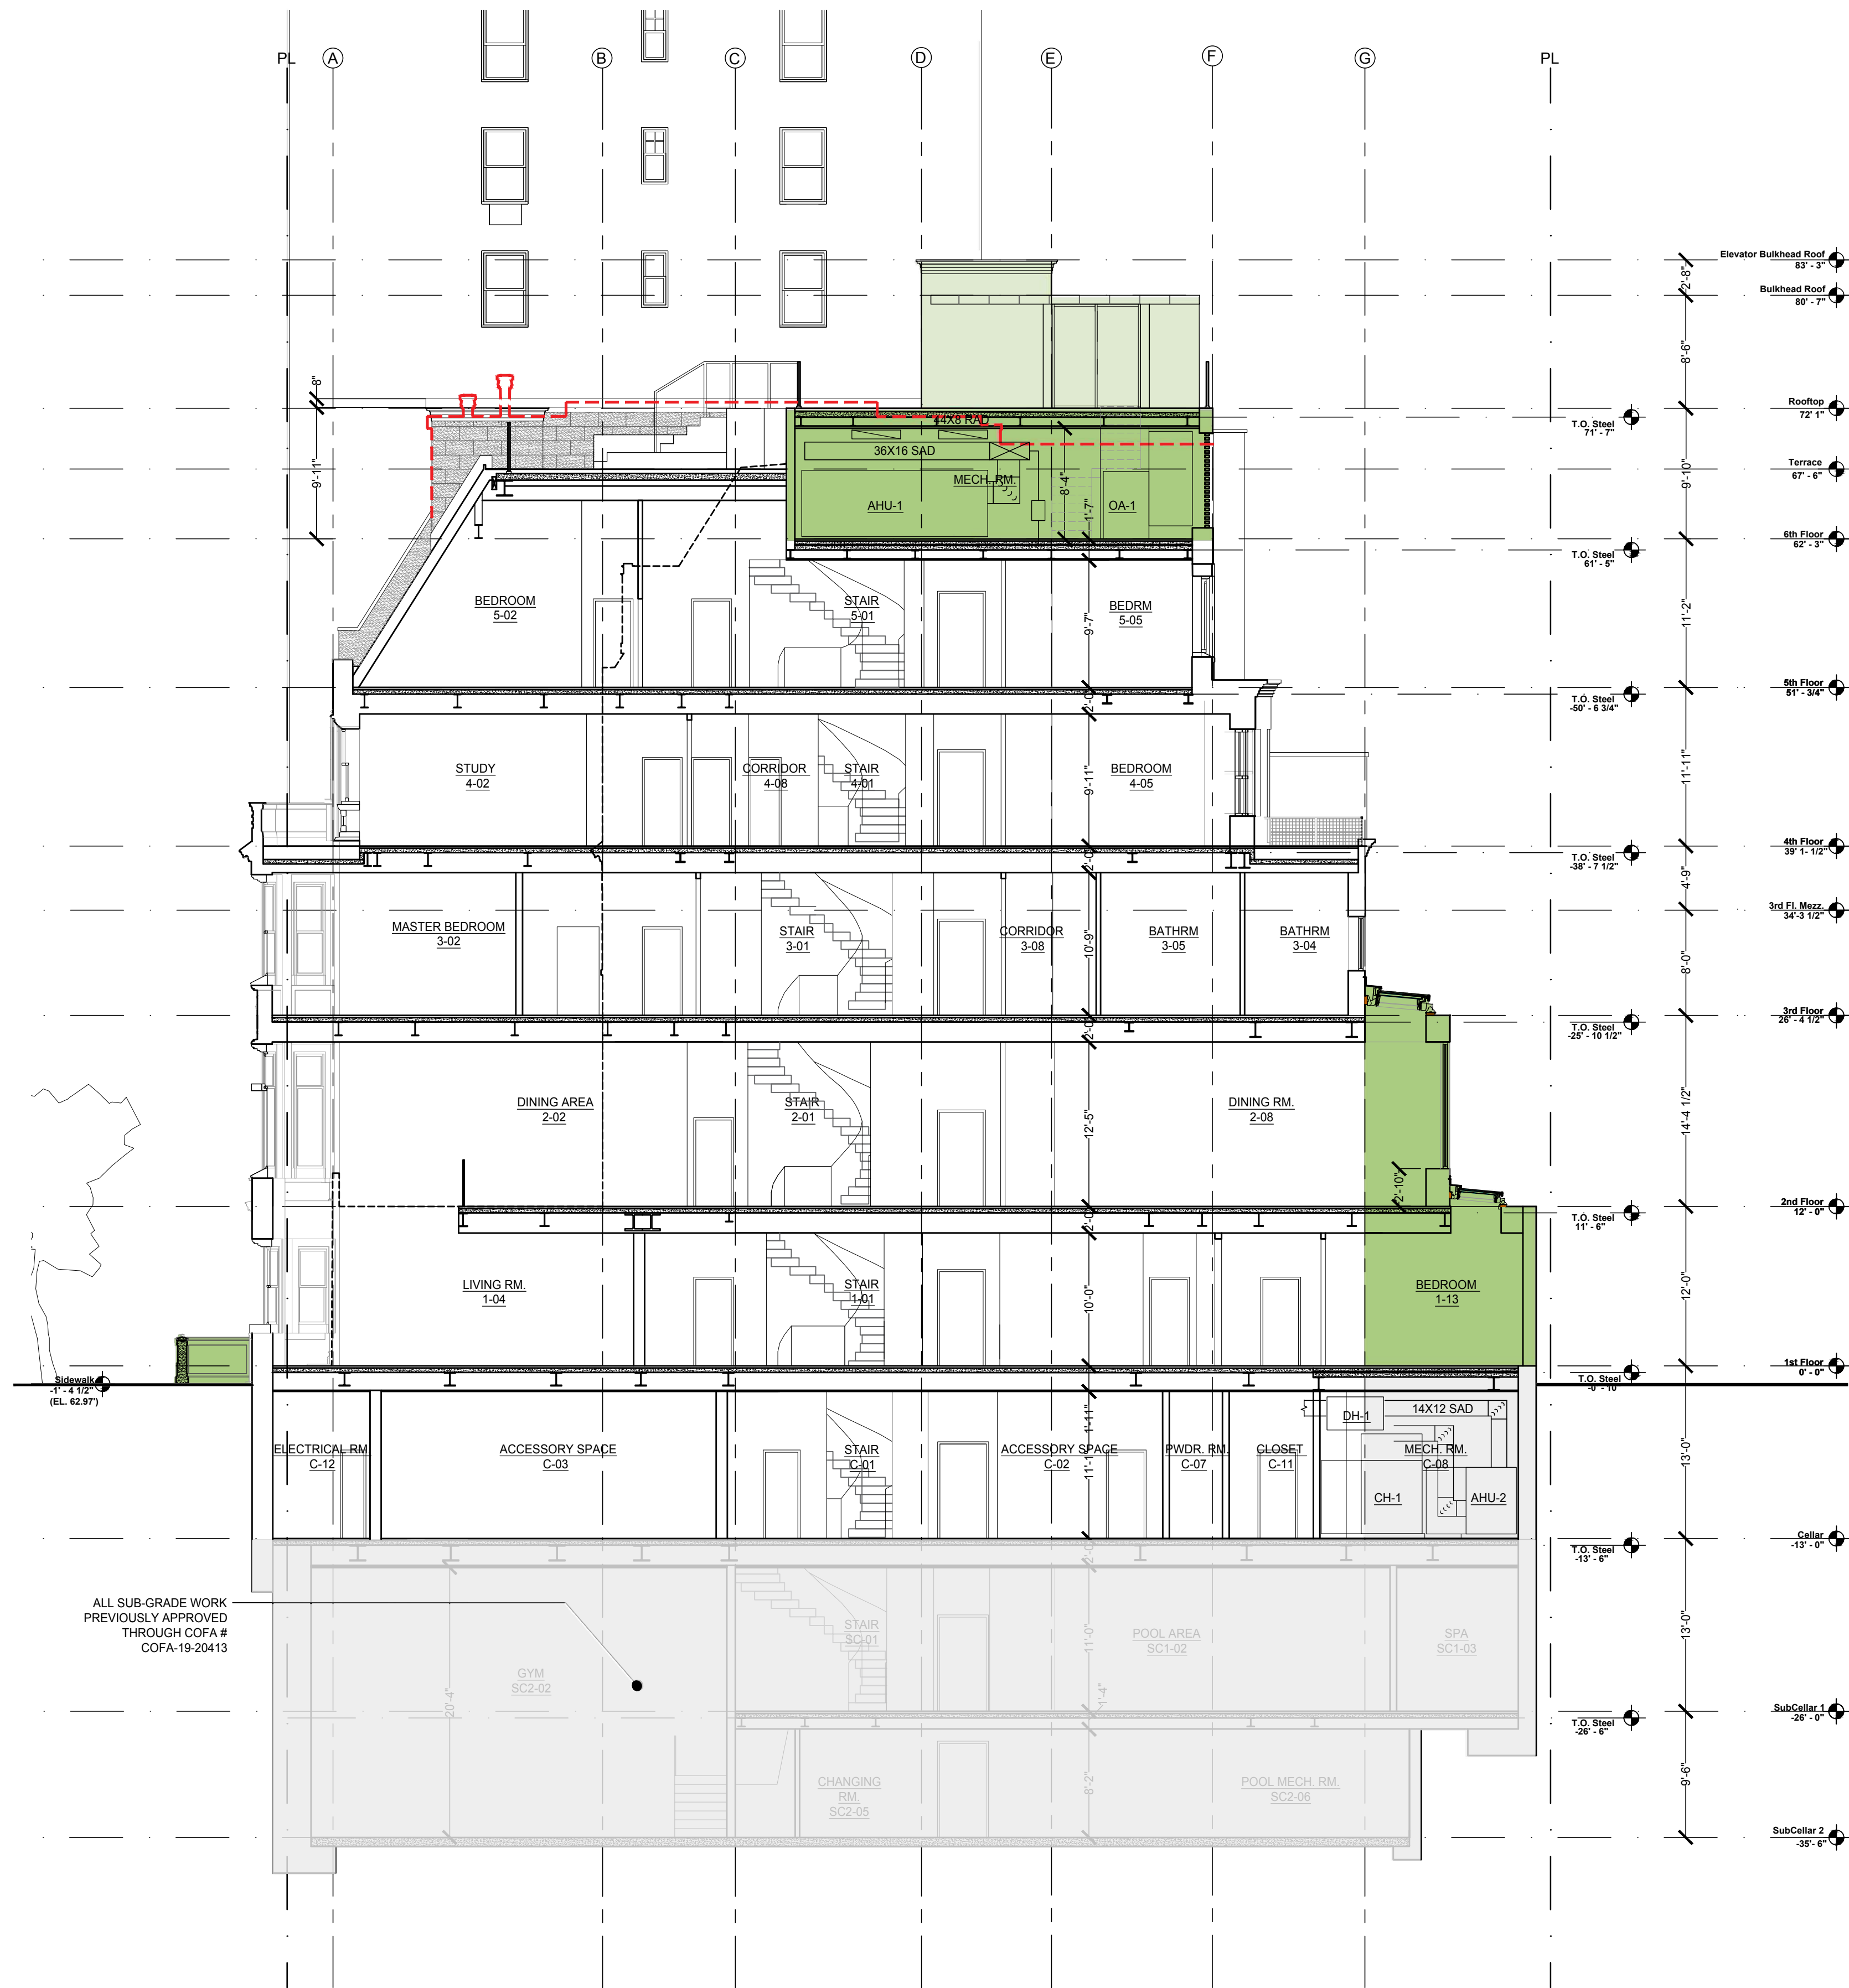 PL
A
B
C
D
E
F
G
PL
Elevator Bulkhead Roof
83' - 3"
2'-8"
Bulkhead Roof
80' - 7"
8'-6"
8"
Rooftop
72' 1"
T.O. Steel
71' - 7"
44X8 RAD
36X16 SAD
9'-11"
MECH. RM.
8'-4"
9'-10"
Terrace
67' - 6"
AHU-1
OA-1
1'-7"
6th Floor
62' - 3"
T.O. Steel
61' - 5"
BEDROOM
5-02
STAIR
5-01
BEDRM
5-05
9'-7"
11'-2"
5th Floor
51' - 3/4"
T.O. Steel
-50' - 6 3/4"
2'-0"
STUDY
4-02
CORRIDOR
4-08
STAIR
4-01
BEDROOM
4-05
9'-11"
11'-11"
4th Floor
39' 1- 1/2"
T.O. Steel
-38' - 7 1/2"
2'-0"
4'-9"
3rd Fl. Mezz.
34'-3 1/2"
MASTER BEDROOM
3-02
STAIR
3-01
CORRIDOR
3-08
BATHRM
3-05
BATHRM
3-04
10'-9"
8'-0"
3rd Floor
26' - 4 1/2"
T.O. Steel
-25' - 10 1/2"
2'-0"
DINING AREA
2-02
STAIR
2-01
DINING RM.
2-08
12'-5"
14'-4 1/2"
2'-10"
2nd Floor
12' - 0"
T.O. Steel
11' - 6"
2'-0"
LIVING RM.
1-04
STAIR
1-01
BEDROOM
1-13
10'-0"
12'-0"
1st Floor
0' - 0"
T.O. Steel
-0' - 10
Sidewalk
-1' - 4 1/2"
(EL. 62.97')
1'-11"
DH-1
14X12 SAD
ELECTRICAL RM.
C-12
ACCESSORY SPACE
C-03
STAIR
C-01
ACCESSORY SPACE
C-02
PWDR. RM.
C-07
CLOSET
C-11
MECH. RM.
C-08
11'-1"
13'-0"
CH-1
AHU-2
Cellar
-13' - 0"
T.O. Steel
-13' - 6"
2'-0"
ALL SUB-GRADE WORK
PREVIOUSLY APPROVED
THROUGH COFA #
COFA-19-20413
STAIR
SC-01
POOL AREA
SC1-02
SPA
SC1-03
11'-0"
13'-0"
GYM
SC2-02
20'-4"
1'-4"
SubCellar 1
-26' - 0"
T.O. Steel
-26' - 6"
CHANGING
RM.
SC2-05
POOL MECH. RM.
SC2-06
8'-2"
9'-6"
SubCellar 2
-35'- 6"